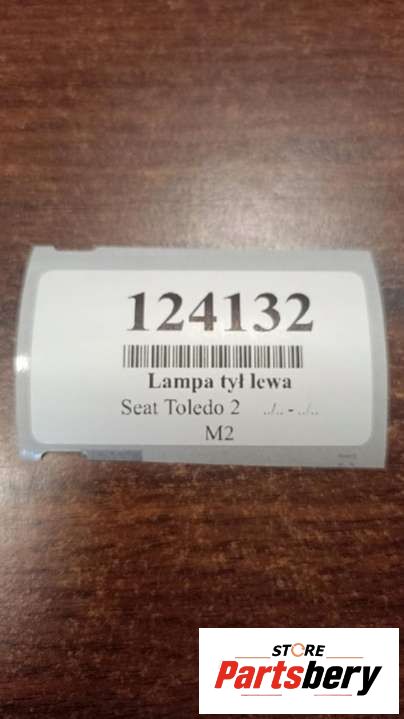 124132
Lampa tył lewa
Seat Toledo 2 ../.. - ../..
M2
STORE
Partsbery